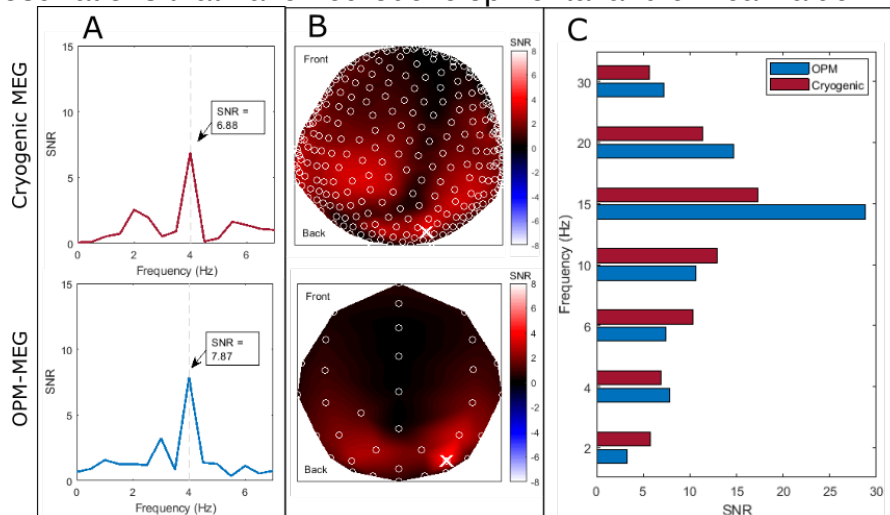 A
Cryogenic MEG
15
10
5
0
SNR
SNR =
6.88
0 2 4 6
Frequency (Hz)
OPM-MEG
15
10
5
0
SNR
SNR =
7.87
0 2 4 6
Frequency (Hz)
B
Front
Back
SNR
8
6
4
2
0
-2
-4
-6
-8
Front
Back
SNR
8
6
4
2
0
-2
-4
-6
-8
C
OPM
Cryogenic
Frequency (Hz)
30
20
15
10
6
4
2
0 5 10 15 20 25 30
SNR